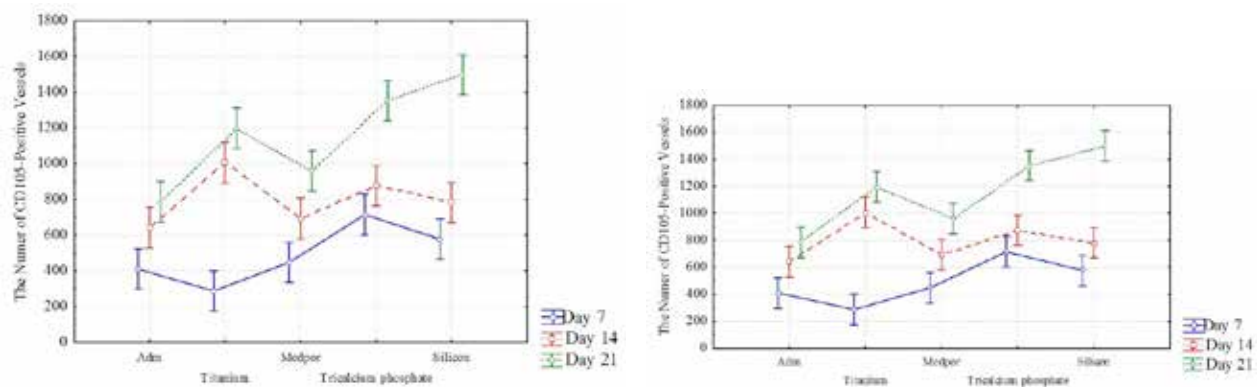 The Numer of CD105-Positive Vessels
1800
1600
1400
1200
1000
800
600
400
200
0
Adm
Titanium
Medpor
Tricalcium phosphate
Silicon
Day 7
Day 14
Day 21
The Numer of CD105-Positive Vessels
1800
1600
1400
1200
1000
800
600
400
200
0
Adm
Titanium
Medpor
Tricalcium phosphate
Day 7
Day 14
Day 21